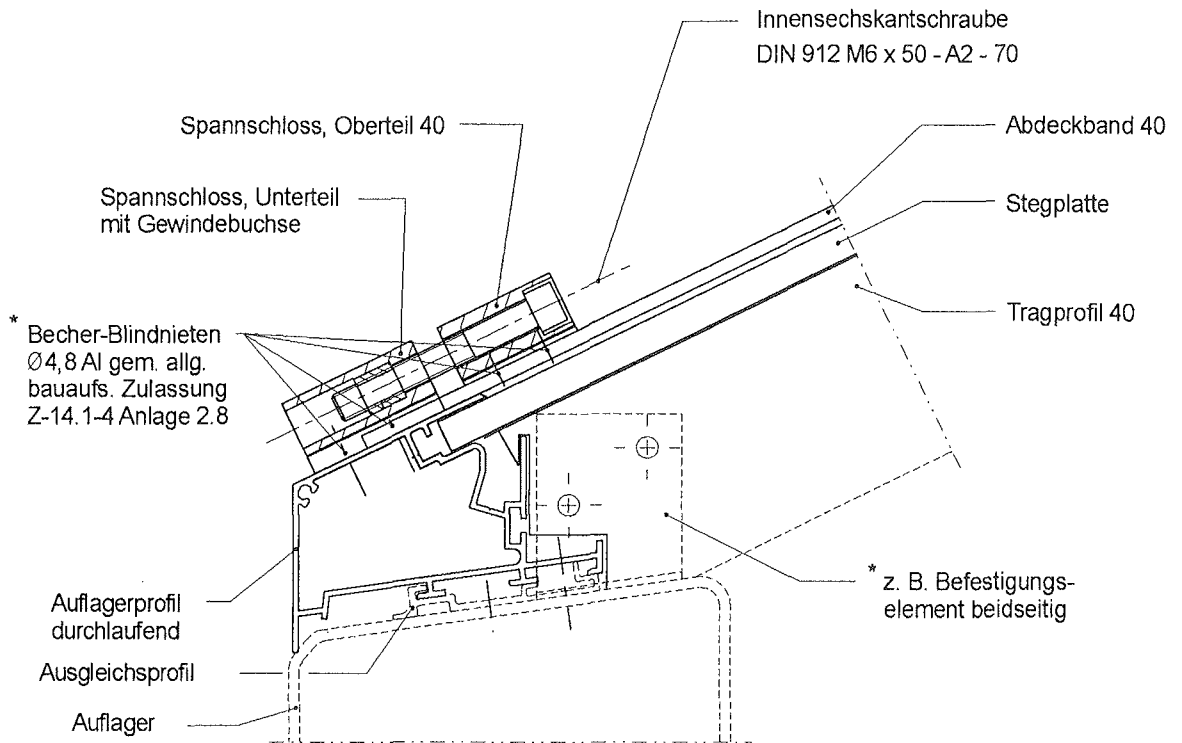 Innensechskantschraube
DIN 912 M6 x 50 - A2 - 70
Spannschloss, Oberteil 40
Abdeckband 40
Spannschloss, Unterteil
mit Gewindebuchse
Stegplatte
Tragprofil 40
* Becher-Blindnieten
Ø4,8 Al gem. allg.
bauaufs. Zulassung
Z-14.1-4 Anlage 2.8
* z. B. Befestigungs-
element beidseitig
Auflagerprofil
durchlaufend
Ausgleichsprofil
Auflager